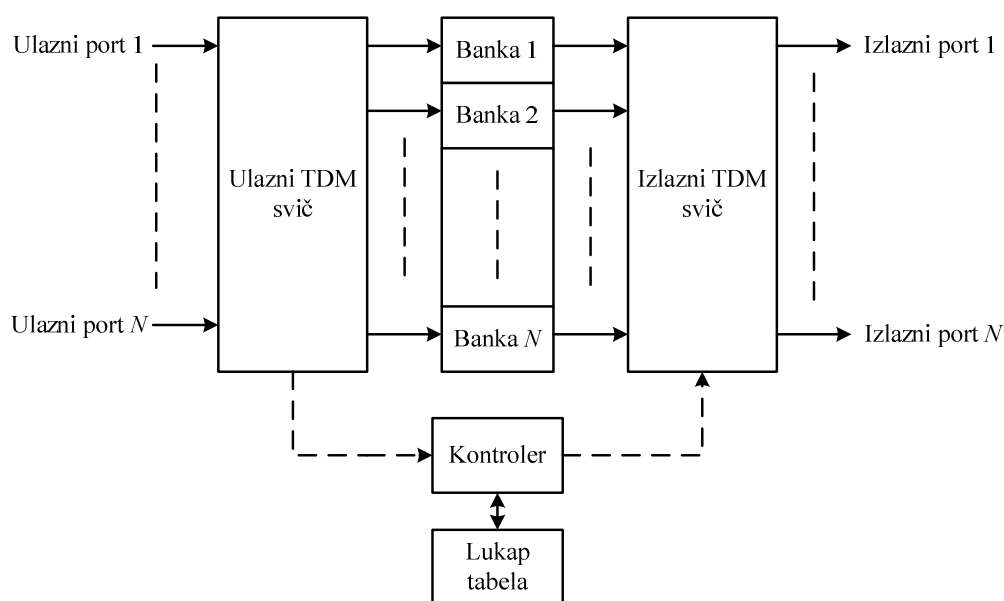 Ulazni port 1
Banka 1
Izlazni port 1
Banka 2
Ulazni TDM
svič
Izlazni TDM
svič
Ulazni port N
Banka N
Izlazni port N
Kontroler
Lukap
tabela